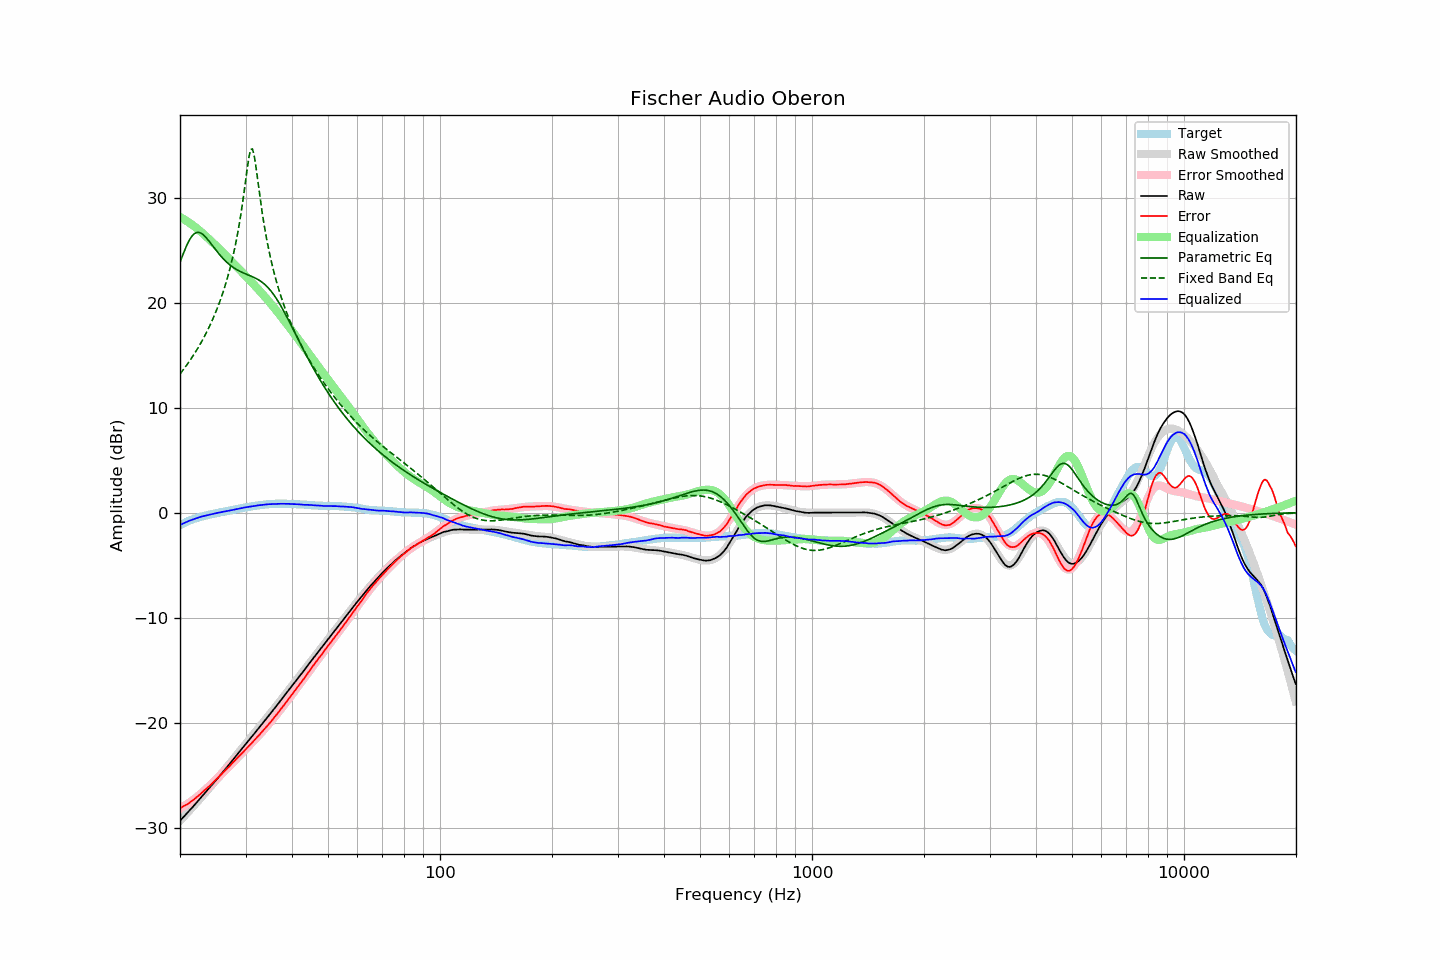 Fischer Audio Oberon
Target
Raw Smoothed
Error Smoothed
Raw
Error
Equalization
Parametric Eq
Fixed Band Eq
Equalized
Amplitude (dBr)
30
20
10
0
−10
−20
−30
100
1000
10000
Frequency (Hz)